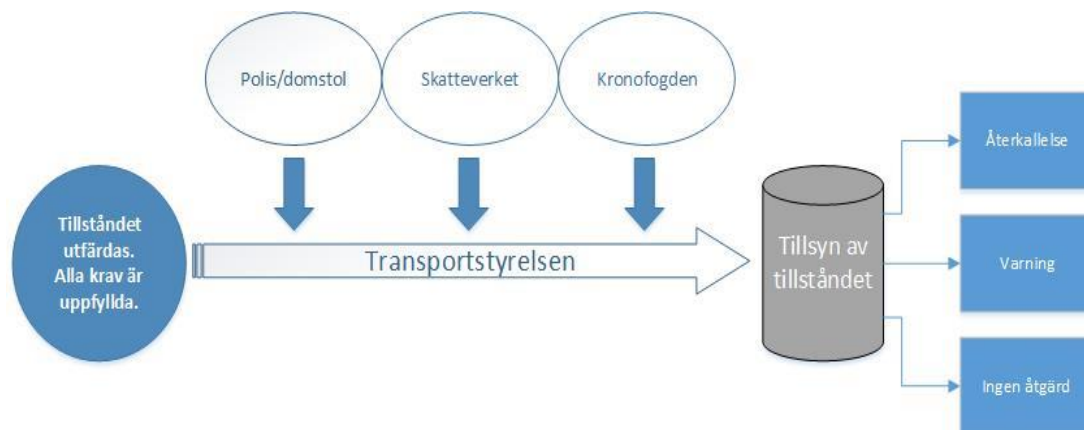 Polis/domstol
Skatteverket
Kronofogden
Tillståndet
utfärdas.
Alla krav är
uppfyllda.
Transportstyrelsen
Tillsyn av
tillståndet
Återkallelse
Varning
Ingen åtgärd